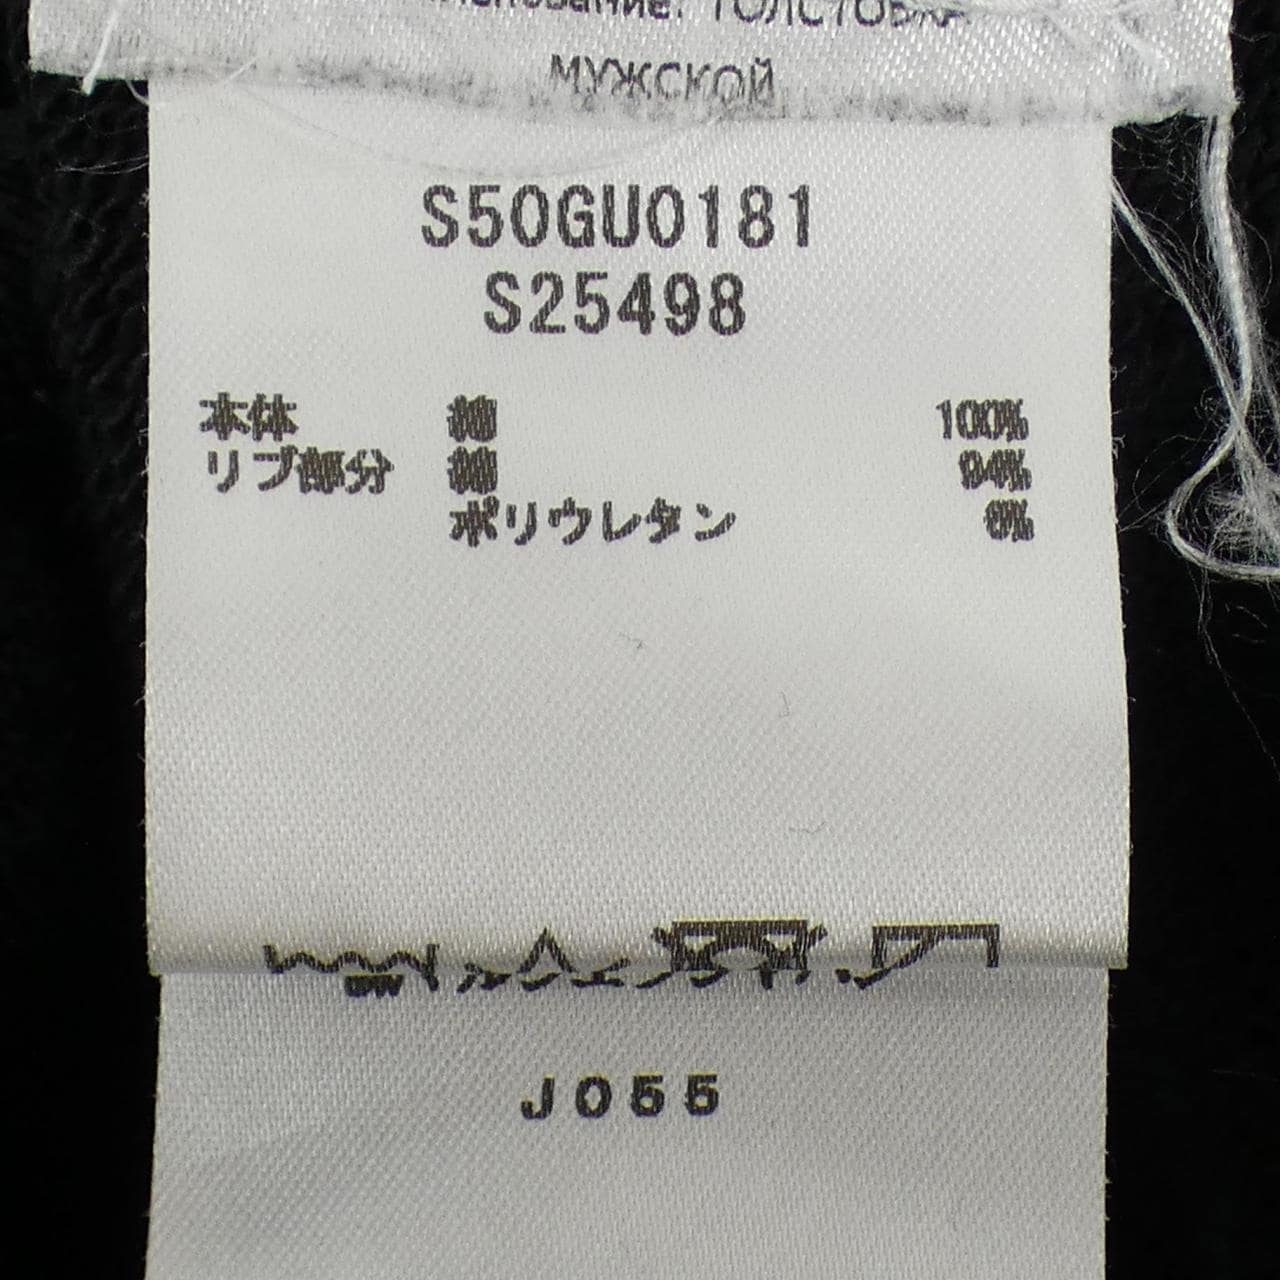 ТОЛСТОВКА
МУЖСКОЙ
S50GU0181
S25498
本体 綿 100%
リブ部分 綿 94%
ポリウレタン 6%
J055